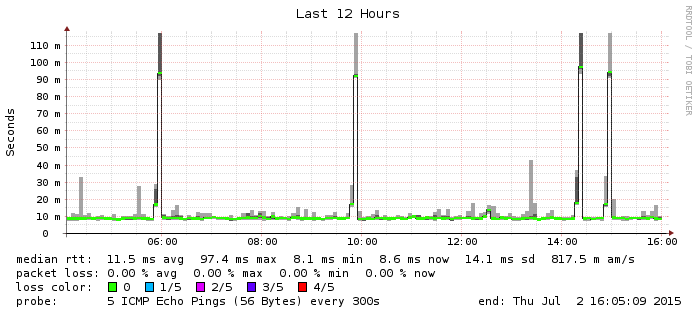 Last 12 Hours
RRDTOOL / TOBI OETIKER
Seconds
110 m
100 m
90 m
80 m
70 m
60 m
50 m
40 m
30 m
20 m
10 m
0
06:00 08:00 10:00 12:00 14:00 16:00
median rtt: 11.5 ms avg 97.4 ms max 8.1 ms min 8.6 ms now 14.1 ms sd 817.5 m am/s
packet loss: 0.00 % avg 0.00 % max 0.00 % min 0.00 % now
loss color: 0 1/5 2/5 3/5 4/5
probe: 5 ICMP Echo Pings (56 Bytes) every 300s end: Thu Jul 2 16:05:09 2015